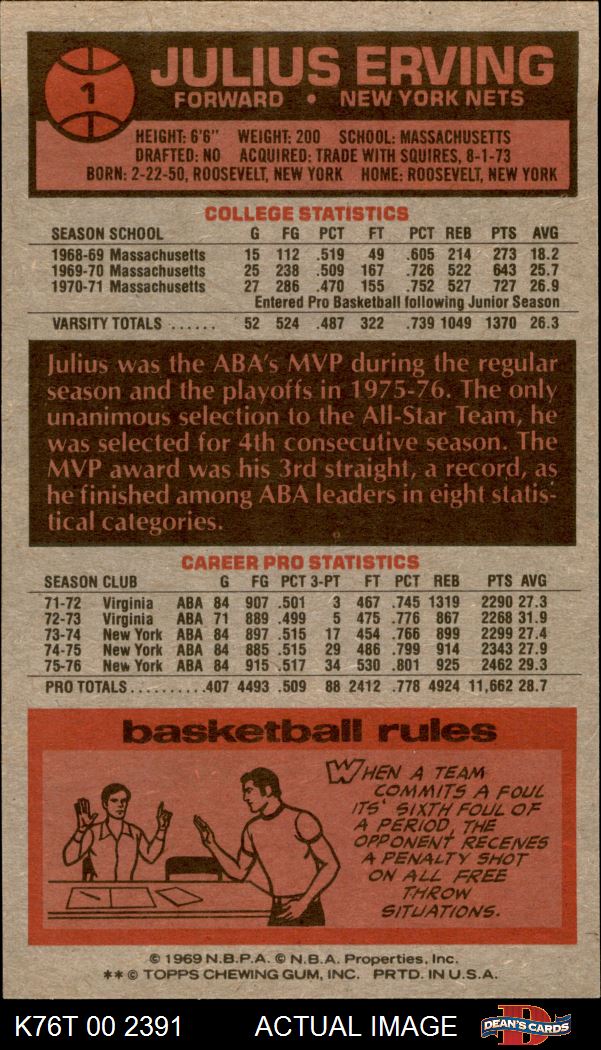 1
JULIUS ERVING
FORWARD • NEW YORK NETS
HEIGHT: 6'6" WEIGHT: 200 SCHOOL: MASSACHUSETTS
DRAFTED: NO ACQUIRED: TRADE WITH SQUIRES, 8-1-73
BORN: 2-22-50, ROOSEVELT, NEW YORK HOME: ROOSEVELT, NEW YORK
COLLEGE STATISTICS
SEASON SCHOOL G FG PCT FT PCT REB PTS AVG
1968-69 Massachusetts 15 112 .519 49 .605 214 273 18.2
1969-70 Massachusetts 25 238 .509 167 .726 522 643 25.7
1970-71 Massachusetts 27 286 .470 155 .752 527 727 26.9
Entered Pro Basketball following Junior Season
VARSITY TOTALS ...... 52 524 .487 322 .739 1049 1370 26.3
Julius was the ABA's MVP during the regular
season and the playoffs in 1975-76. The only
unanimous selection to the All-Star Team, he
was selected for 4th consecutive season. The
MVP award was his 3rd straight, a record, as
he finished among ABA leaders in eight statis-
tical categories.
CAREER PRO STATISTICS
SEASON CLUB G FG PCT 3-PT FT PCT REB PTS AVG
71-72 Virginia ABA 84 907 .501 3 467 .745 1319 2290 27.3
72-73 Virginia ABA 71 889 .499 5 475 .776 867 2268 31.9
73-74 New York ABA 84 897 .515 17 454 .766 899 2299 27.4
74-75 New York ABA 84 885 .515 29 486 .799 914 2343 27.9
75-76 New York ABA 84 915 .517 34 530 .801 925 2462 29.3
PRO TOTALS..........407 4493 .509 88 2412 .778 4924 11,662 28.7
basketball rules
WHEN A TEAM
COMMITS A FOUL
ITS' SIXTH FOUL OF
A PERIOD, THE
OPPONENT RECEIVES
A PENALTY SHOT
ON ALL FREE
THROW
SITUATIONS.
© 1969 N.B.P.A. © N.B.A. Properties, Inc.
** © TOPPS CHEWING GUM, INC. PRTD. IN U.S.A.
K76T 00 2391 ACTUAL IMAGE D DEAN'S CARDS